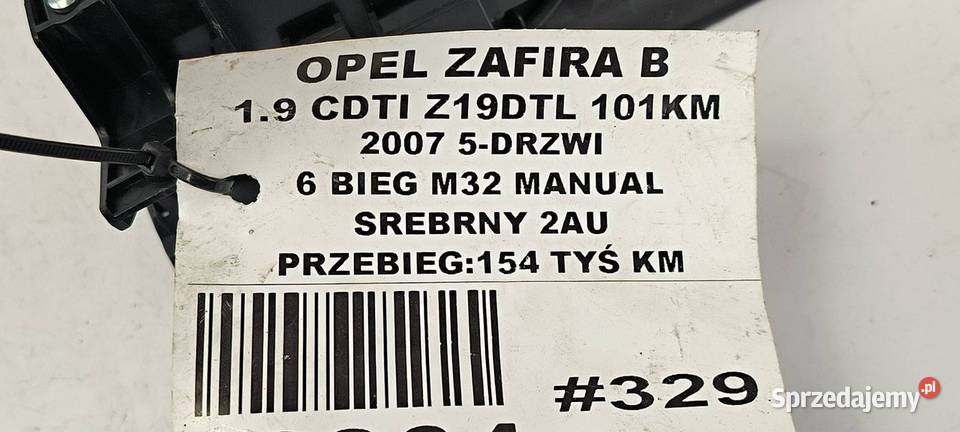 OPEL ZAFIRA B
1.9 CDTI Z19DTL 101KM
2007 5-DRZWI
6 BIEG M32 MANUAL
SREBRNY 2AU
PRZEBIEG:154 TYŚ KM
#329
Sprzedajemy.pl